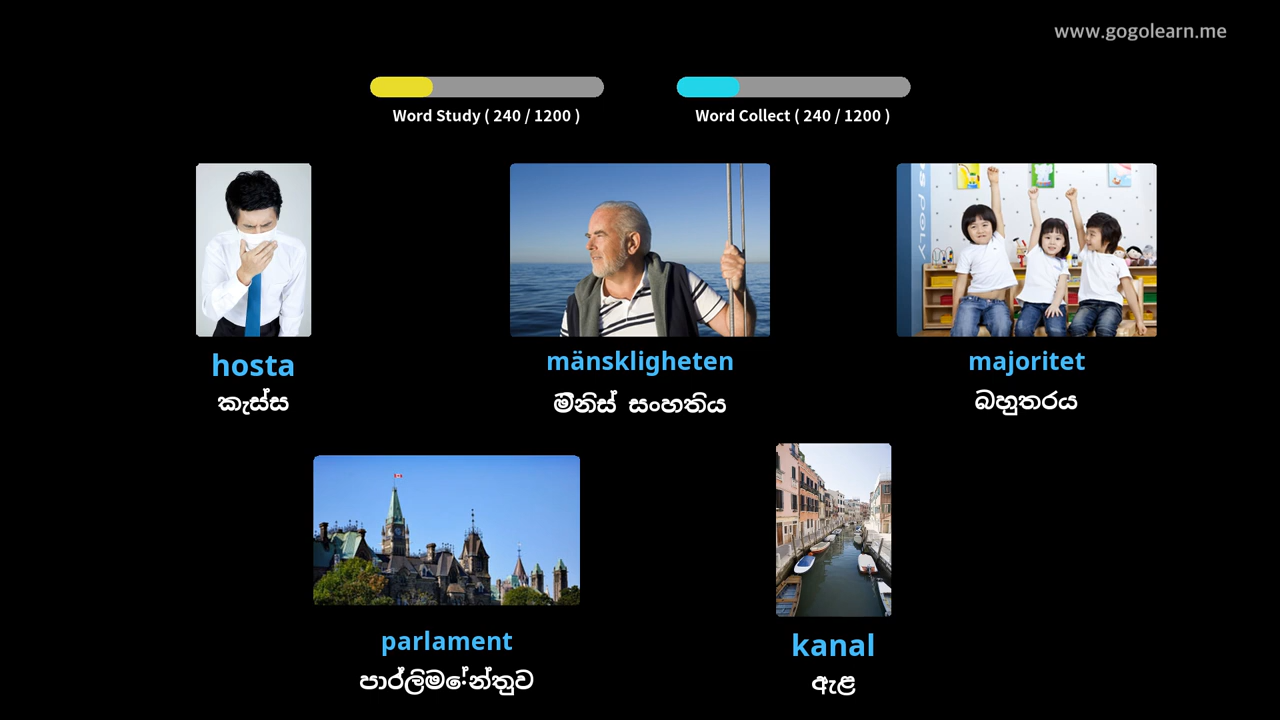 www.gogolearn.me
Word Study ( 240 / 1200 )
Word Collect ( 240 / 1200 )
hosta
කැස්ස
mänskligheten
මිනිස් සංහතිය
majoritet
බහුතරය
parlament
පාර්ලිමේන්තුව
kanal
ඇළ